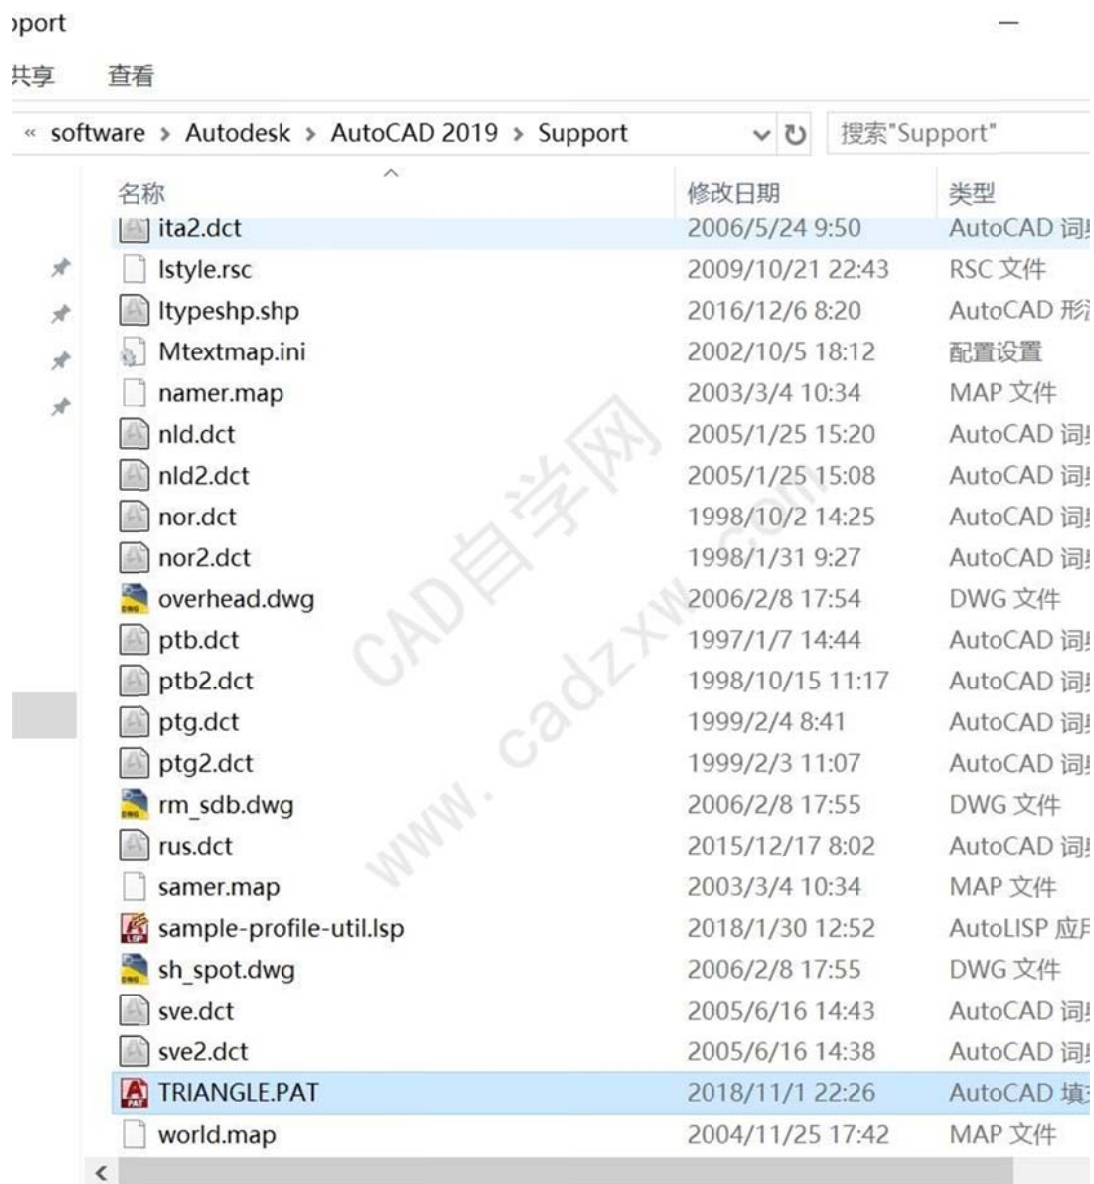 pport
共享 查看
« software > Autodesk > AutoCAD 2019 > Support 搜索"Support"
名称 修改日期 类型
ita2.dct 2006/5/24 9:50 AutoCAD 词
lstyle.rsc 2009/10/21 22:43 RSC 文件
ltypeshp.shp 2016/12/6 8:20 AutoCAD 形
Mtextmap.ini 2002/10/5 18:12 配置设置
namer.map 2003/3/4 10:34 MAP 文件
nld.dct 2005/1/25 15:20 AutoCAD 词
nld2.dct 2005/1/25 15:08 AutoCAD 词
nor.dct 1998/10/2 14:25 AutoCAD 词
nor2.dct 1998/1/31 9:27 AutoCAD 词
overhead.dwg 2006/2/8 17:54 DWG 文件
ptb.dct 1997/1/7 14:44 AutoCAD 词
ptb2.dct 1998/10/15 11:17 AutoCAD 词
ptg.dct 1999/2/4 8:41 AutoCAD 词
ptg2.dct 1999/2/3 11:07 AutoCAD 词
rm_sdb.dwg 2006/2/8 17:55 DWG 文件
rus.dct 2015/12/17 8:02 AutoCAD 词
samer.map 2003/3/4 10:34 MAP 文件
sample-profile-util.lsp 2018/1/30 12:52 AutoLISP 应
sh_spot.dwg 2006/2/8 17:55 DWG 文件
sve.dct 2005/6/16 14:43 AutoCAD 词
sve2.dct 2005/6/16 14:38 AutoCAD 词
TRIANGLE.PAT 2018/11/1 22:26 AutoCAD 填
world.map 2004/11/25 17:42 MAP 文件
CAD自学网
www.cadzxw.com